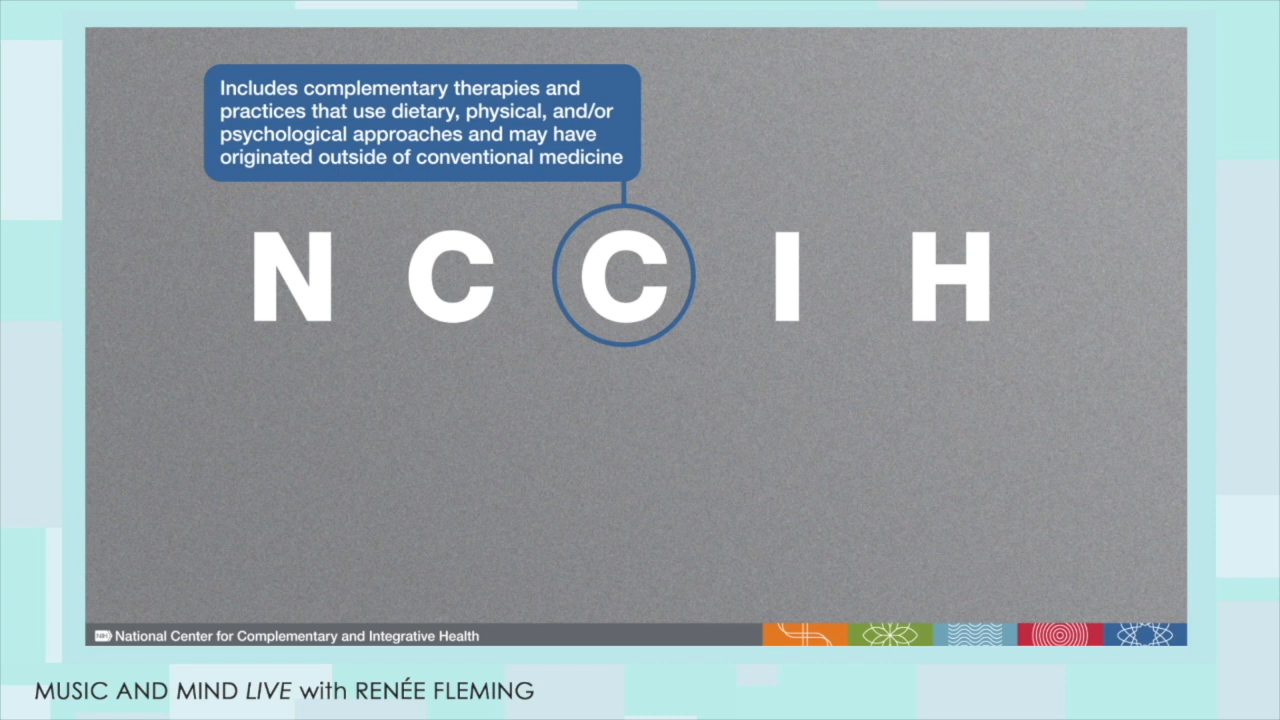 Includes complementary therapies and
practices that use dietary, physical, and/or
psychological approaches and may have
originated outside of conventional medicine
N C C I H
NIH National Center for Complementary and Integrative Health
MUSIC AND MIND LIVE with RENÉE FLEMING